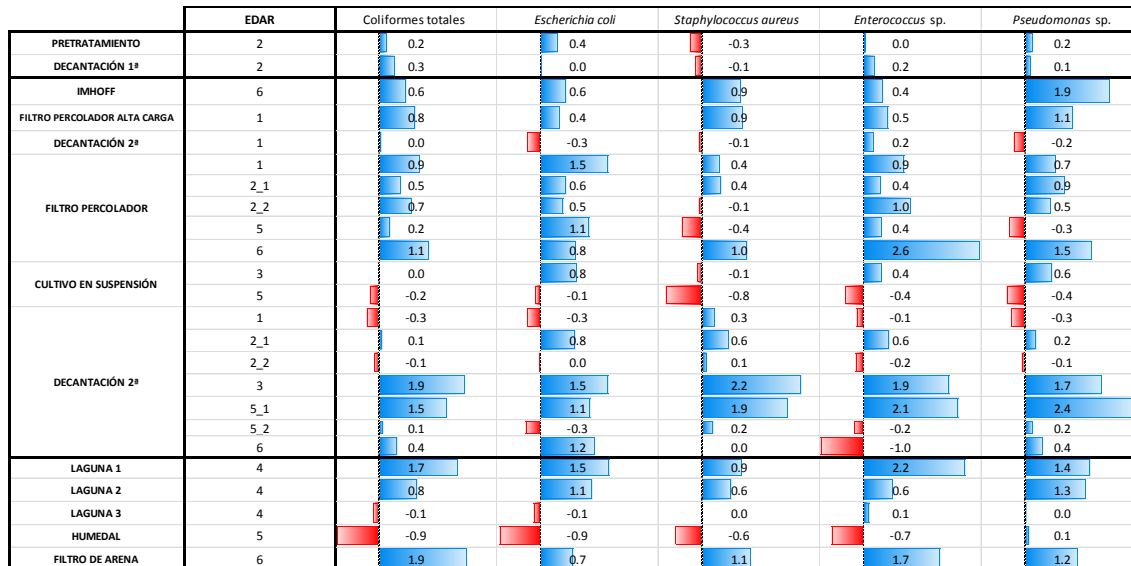 EDAR Coliformes totales Escherichia coli Staphylococcus aureus Enterococcus sp. Pseudomonas sp.
PRETRATAMIENTO 2 0.2 0.4 -0.3 0.0 0.2
DECANTACIÓN 1ª 2 0.3 0.0 -0.1 0.2 0.1
IMHOFF 6 0.6 0.6 0.9 0.4 1.9
FILTRO PERCOLADOR ALTA CARGA 1 0.8 0.4 0.9 0.5 1.1
DECANTACIÓN 2ª 1 0.0 -0.3 -0.1 0.2 -0.2
FILTRO PERCOLADOR
1 0.9 1.5 0.4 0.9 0.7
2_1 0.5 0.6 0.4 0.4 0.9
2_2 0.7 0.5 -0.1 1.0 0.5
5 0.2 1.1 -0.4 0.4 -0.3
6 1.1 0.8 1.0 2.6 1.5
CULTIVO EN SUSPENSIÓN
3 0.0 0.8 -0.1 0.4 0.6
5 -0.2 -0.1 -0.8 -0.4 -0.4
DECANTACIÓN 2ª
1 -0.3 -0.3 0.3 -0.1 -0.3
2_1 0.1 0.8 0.6 0.6 0.2
2_2 -0.1 0.0 0.1 -0.2 -0.1
3 1.9 1.5 2.2 1.9 1.7
5_1 1.5 1.1 1.9 2.1 2.4
5_2 0.1 -0.3 0.2 -0.2 0.2
6 0.4 1.2 0.0 -1.0 0.4
LAGUNA 1 4 1.7 1.5 0.9 2.2 1.4
LAGUNA 2 4 0.8 1.1 0.6 0.6 1.3
LAGUNA 3 4 -0.1 -0.1 0.0 0.1 0.0
HUMEDAL 5 -0.9 -0.9 -0.6 -0.7 0.1
FILTRO DE ARENA 6 1.9 0.7 1.1 1.7 1.2